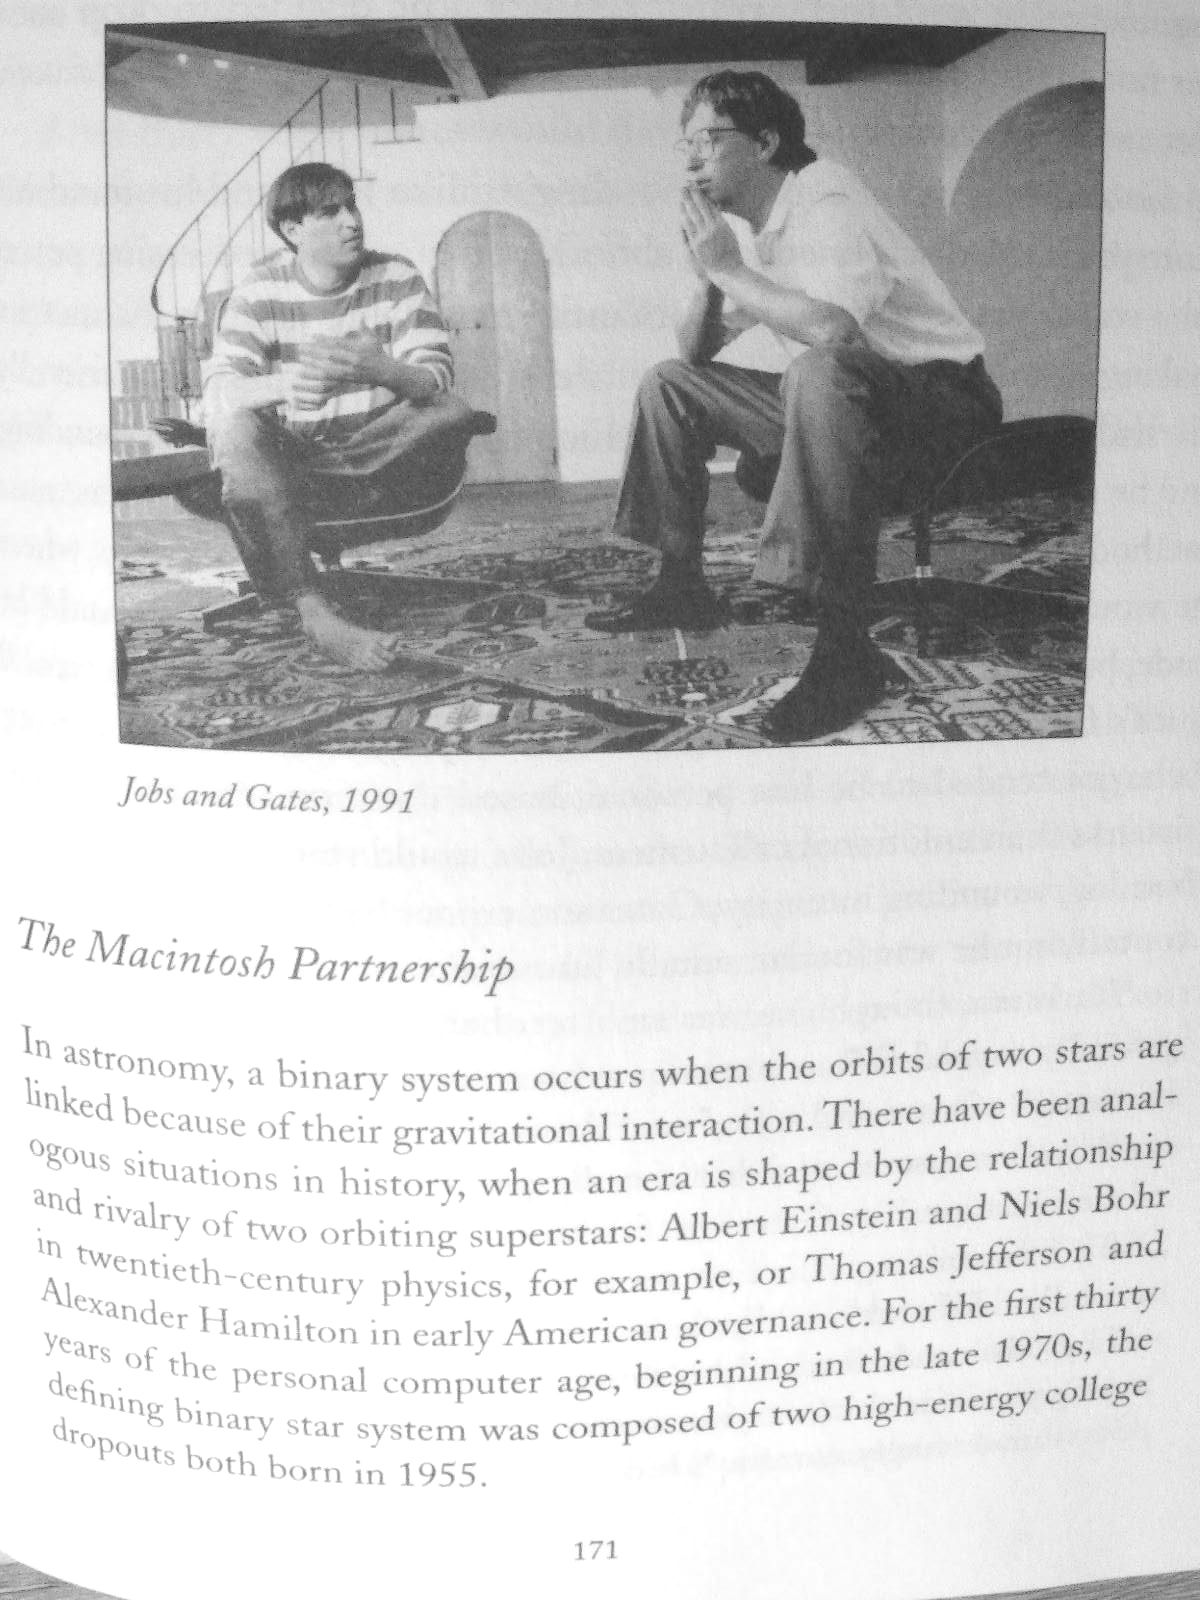 Jobs and Gates, 1991
The Macintosh Partnership
In astronomy, a binary system occurs when the orbits of two stars are
linked because of their gravitational interaction. There have been anal-
ogous situations in history, when an era is shaped by the relationship
and rivalry of two orbiting superstars: Albert Einstein and Niels Bohr
in twentieth-century physics, for example, or Thomas Jefferson and
Alexander Hamilton in early American governance. For the first thirty
years of the personal computer age, beginning in the late 1970s, the
defining binary star system was composed of two high-energy college
dropouts both born in 1955.
171